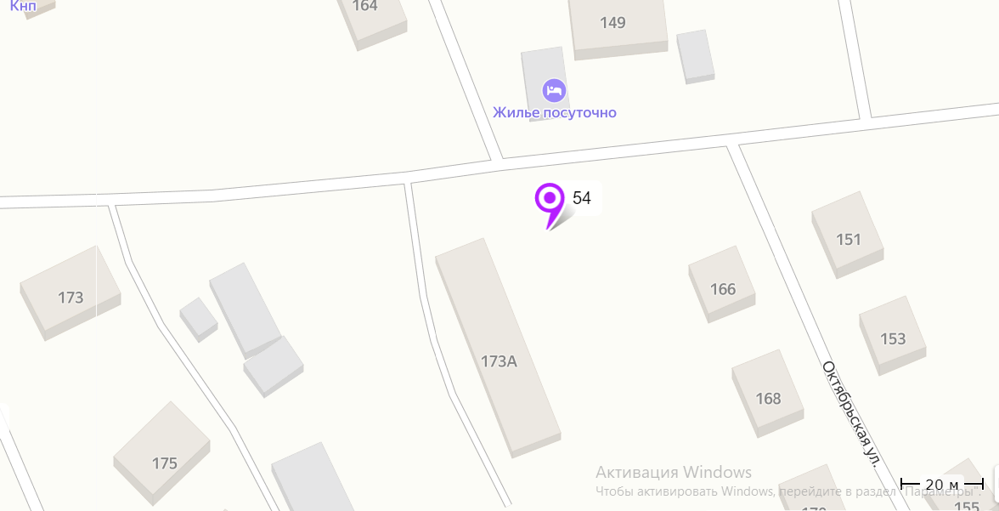 Кнп
164
149
Жилье посуточно
54
151
173
166
153
173А
168
Октябрьская ул.
175
Активация Windows
Чтобы активировать Windows, перейдите в раздел "Параметры".
20 м
170
155